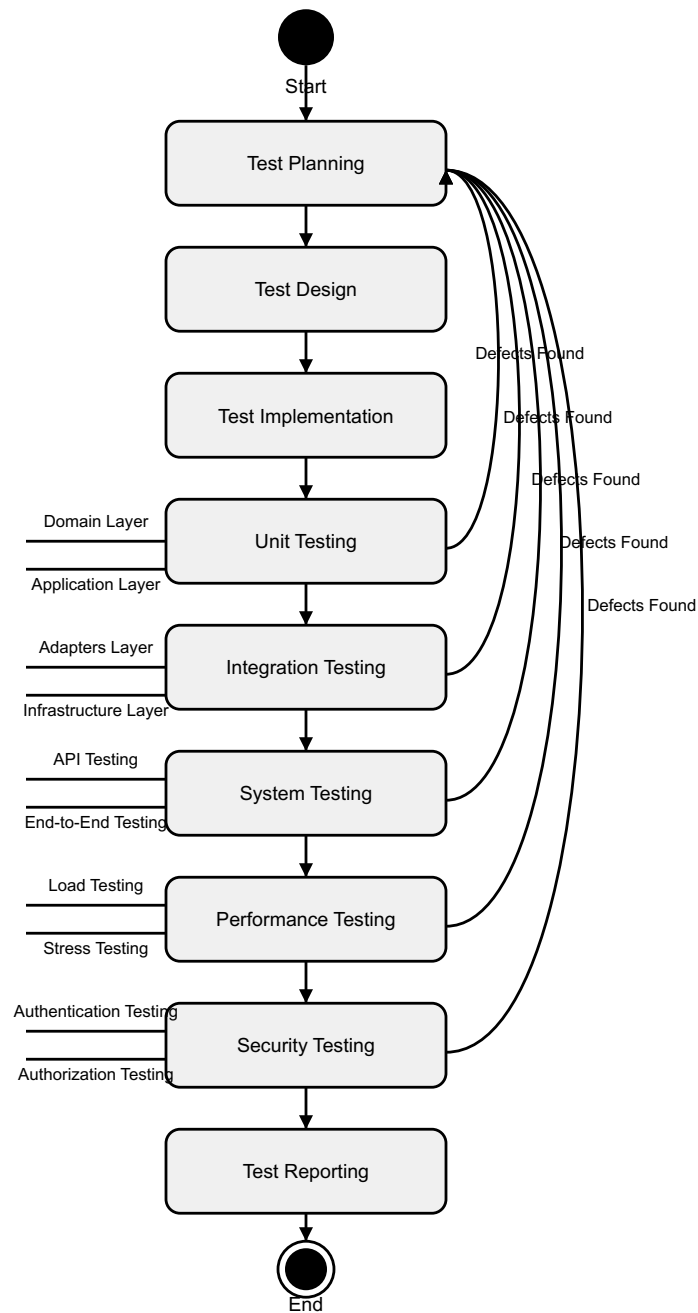 Start
Test Planning
Test Design
Defects Found
Test Implementation
Defects Found
Defects Found
Domain Layer
Unit Testing
Defects Found
Application Layer
Defects Found
Adapters Layer
Integration Testing
Infrastructure Layer
API Testing
System Testing
End-to-End Testing
Load Testing
Performance Testing
Stress Testing
Authentication Testing
Security Testing
Authorization Testing
Test Reporting
End